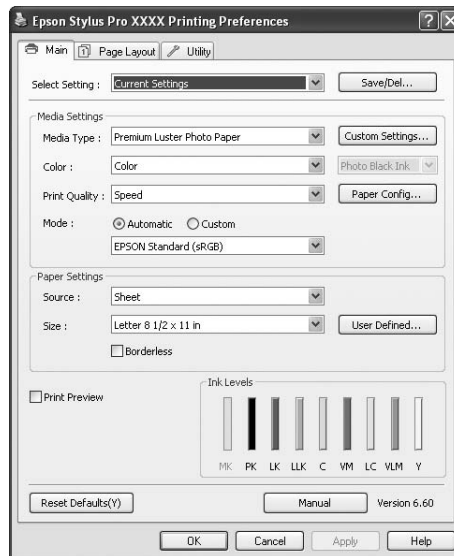 Epson Stylus Pro XXXX Printing Preferences
Main Page Layout Utility
Select Setting : Current Settings Save/Del...
Media Settings
Media Type : Premium Luster Photo Paper Custom Settings...
Color : Color Photo Black Ink
Print Quality : Speed Paper Config...
Mode : Automatic Custom
EPSON Standard (sRGB)
Paper Settings
Source : Sheet
Size : Letter 8 1/2 x 11 in User Defined...
Borderless
Print Preview
Ink Levels
MK PK LK LLK C VM LC VLM Y
Reset Defaults(Y) Manual Version 6.60
OK Cancel Apply Help